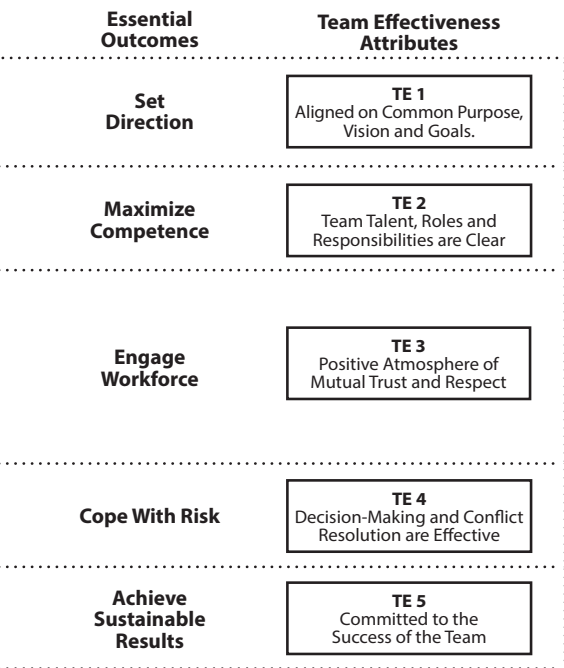 Essential
Outcomes
Team Effectiveness
Attributes
Set
Direction
TE 1
Aligned on Common Purpose,
Vision and Goals.
Maximize
Competence
TE 2
Team Talent, Roles and
Responsibilities are Clear
Engage
Workforce
TE 3
Positive Atmosphere of
Mutual Trust and Respect
Cope With Risk
TE 4
Decision-Making and Conflict
Resolution are Effective
Achieve
Sustainable
Results
TE 5
Committed to the
Success of the Team